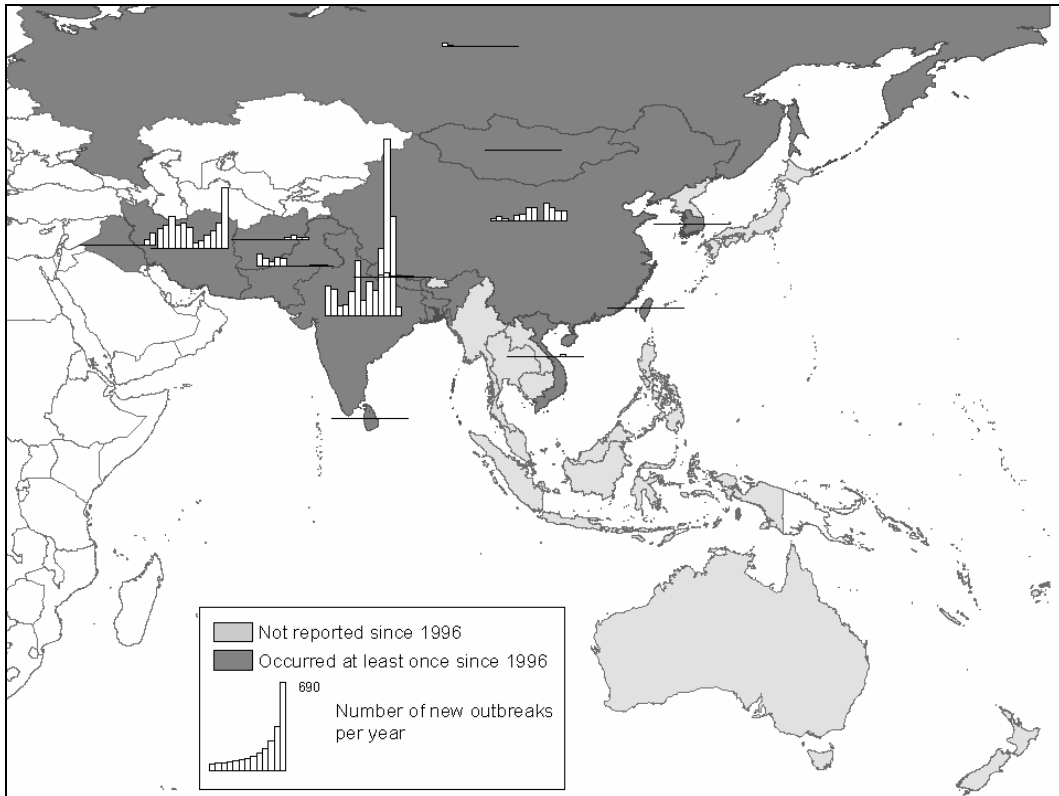 Not reported since 1996
Occurred at least once since 1996
690
Number of new outbreaks
per year